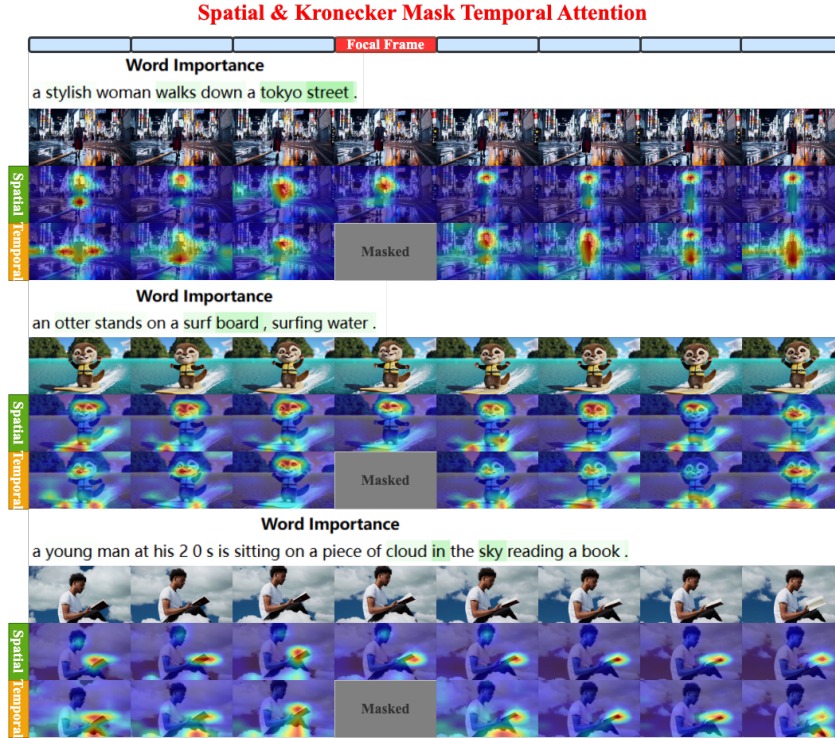 Spatial & Kronecker Mask Temporal Attention
Focal Frame
Word Importance
a stylish woman walks down a tokyo street .
Spatial
Temporal
Masked
Word Importance
an otter stands on a surf board , surfing water .
Spatial
Temporal
Masked
Word Importance
a young man at his 2 0 s is sitting on a piece of cloud in the sky reading a book .
Spatial
Temporal
Masked